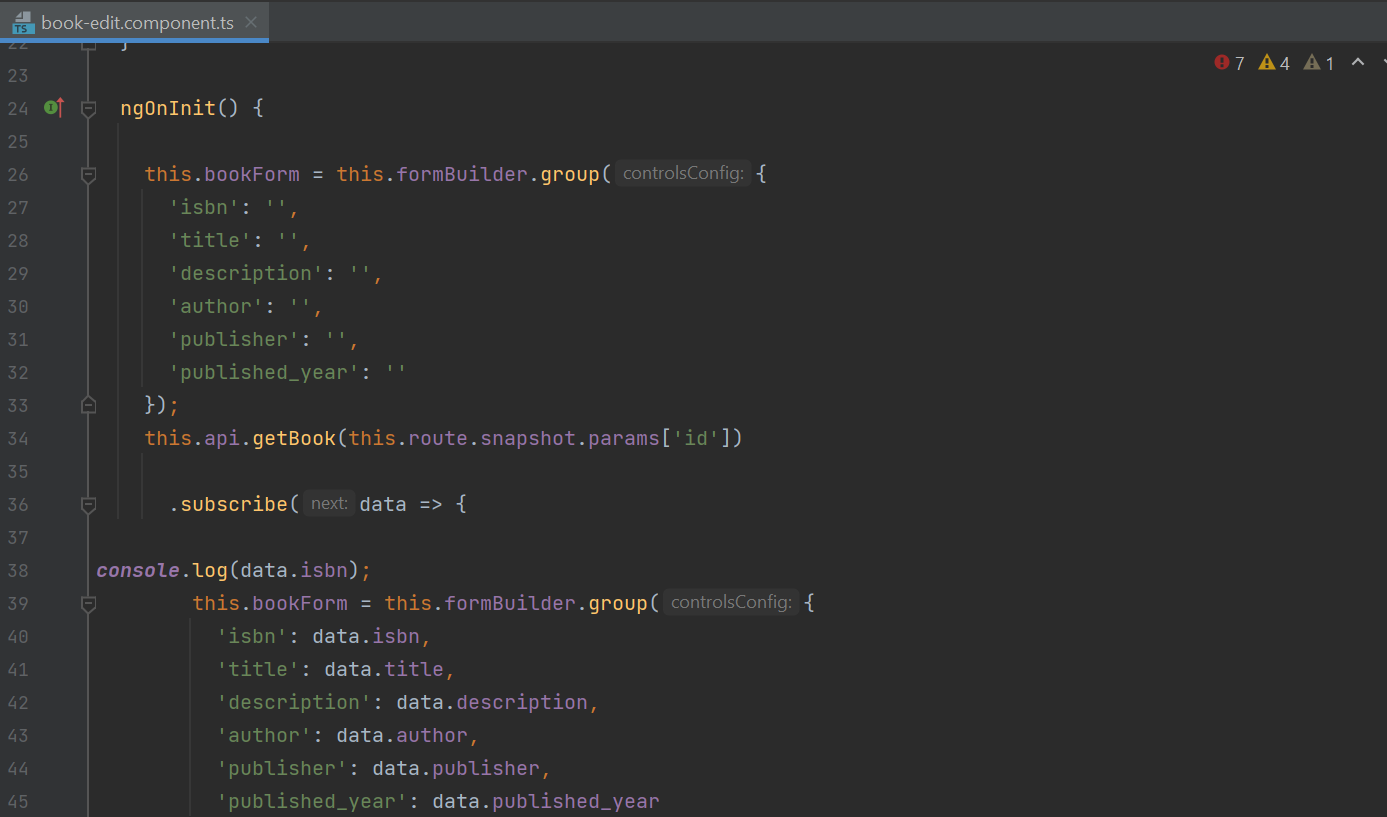 TS book-edit.component.ts
22 }
7 4 1
23
24 ngOnInit() {
25
26 this.bookForm = this.formBuilder.group( controlsConfig: {
27 'isbn': '',
28 'title': '',
29 'description': '',
30 'author': '',
31 'publisher': '',
32 'published_year': ''
33 });
34 this.api.getBook(this.route.snapshot.params['id'])
35
36 .subscribe( next: data => {
37
38 console.log(data.isbn);
39 this.bookForm = this.formBuilder.group( controlsConfig: {
40 'isbn': data.isbn,
41 'title': data.title,
42 'description': data.description,
43 'author': data.author,
44 'publisher': data.publisher,
45 'published_year': data.published_year